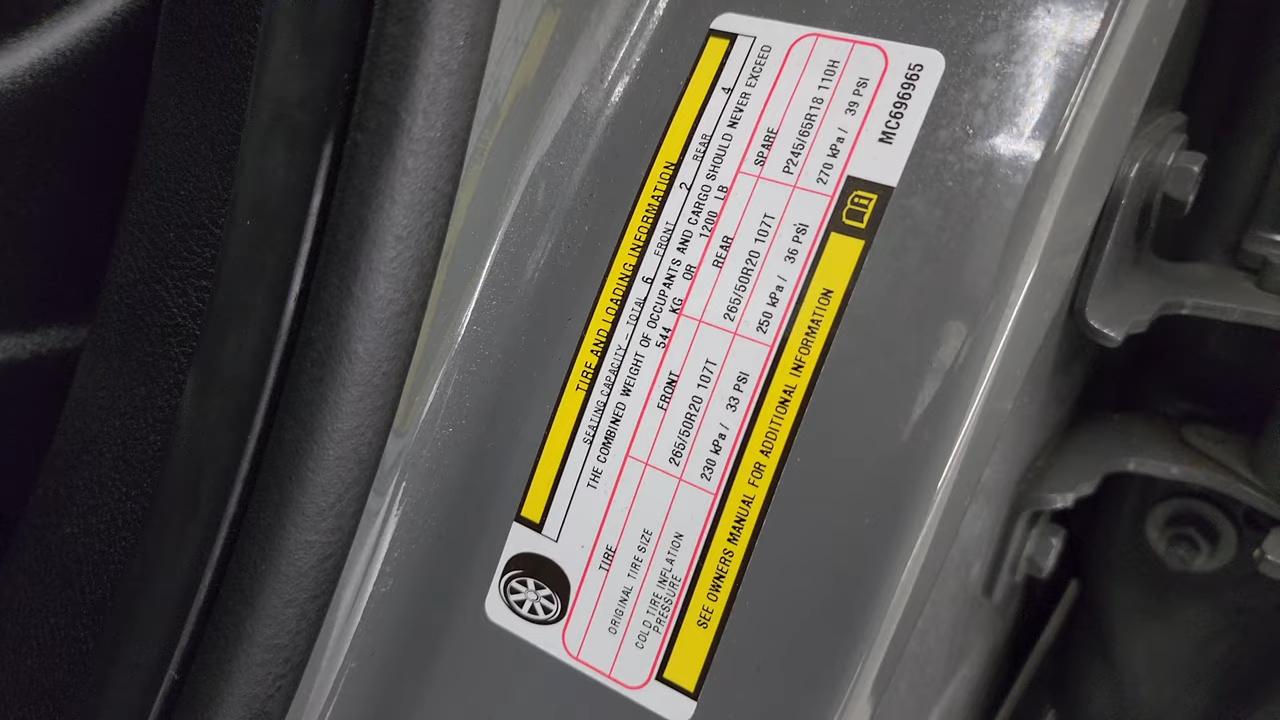 TIRE AND LOADING INFORMATION
SEATING CAPACITY – TOTAL 6 FRONT 2 REAR 4
THE COMBINED WEIGHT OF OCCUPANTS AND CARGO SHOULD NEVER EXCEED
544 KG OR 1200 LB
TIRE FRONT REAR SPARE
ORIGINAL TIRE SIZE 265/50R20 107T 265/50R20 107T P245/65R18 110H
COLD TIRE INFLATION PRESSURE 230 kPa / 33 PSI 250 kPa / 36 PSI 270 kPa / 39 PSI
SEE OWNERS MANUAL FOR ADDITIONAL INFORMATION
MC696965